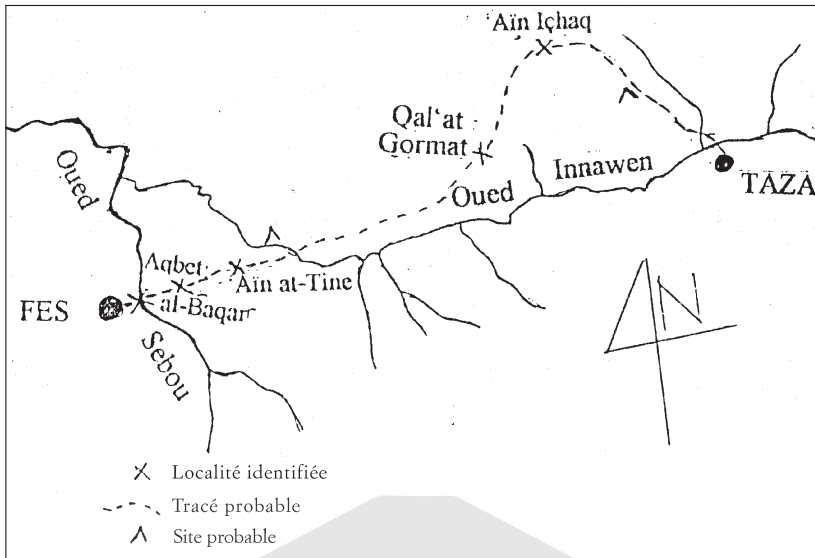 Aïn Içhaq
Qal'at
Gormat
Oued
Innawen
TAZA
Oued
Aqbet
al-Baqarr
Aïn at-Tine
FES
Sebou
N
Localité identifiée
Tracé probable
Site probable